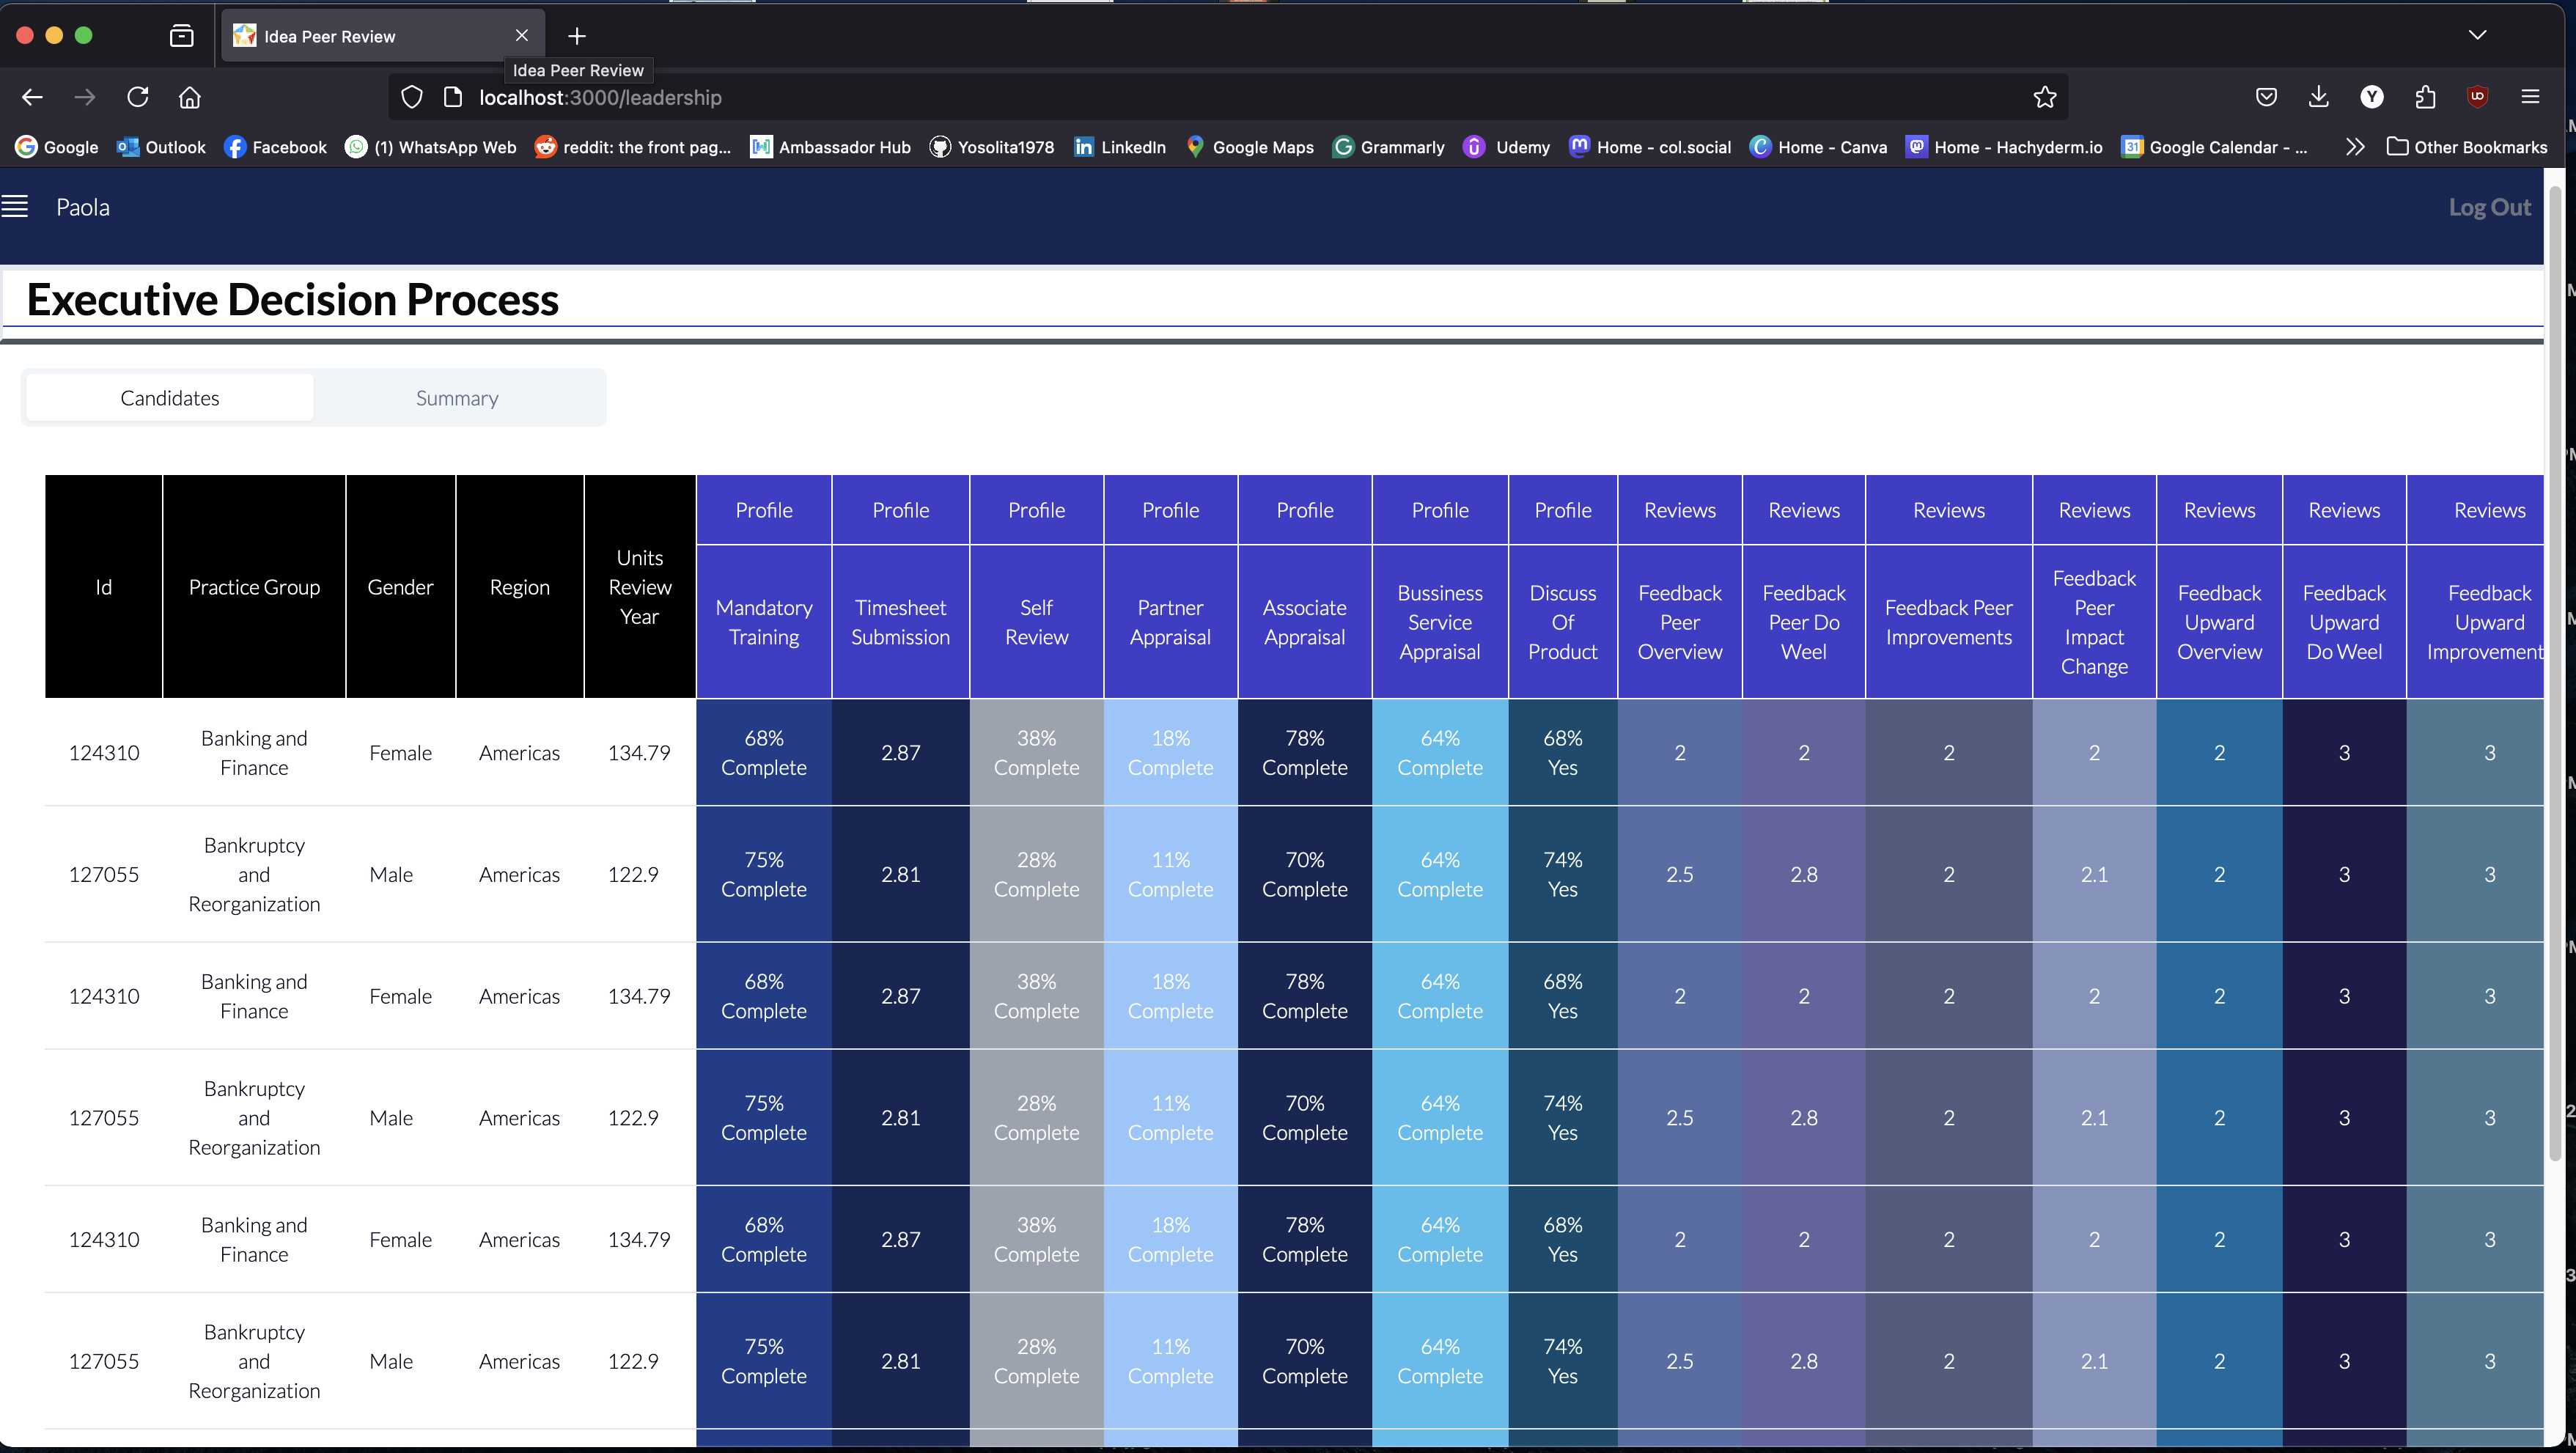 Idea Peer Review
Idea Peer Review
localhost:3000/leadership
Google Outlook Facebook (1) WhatsApp Web reddit: the front pag... Ambassador Hub Yosolita1978 LinkedIn Google Maps Grammarly Udemy Home - col.social Home - Canva Home - Hachyderm.io Google Calendar - ... Other Bookmarks
Paola Log Out
Executive Decision Process
Candidates Summary
Profile Profile Profile Profile Profile Profile Profile Reviews Reviews Reviews Reviews Reviews Reviews Reviews
Id
Practice Group
Gender
Region
Units
Review
Year
Mandatory
Training
Timesheet
Submission
Self
Review
Partner
Appraisal
Associate
Appraisal
Bussiness
Service
Appraisal
Discuss
Of
Product
Feedback
Peer
Overview
Feedback
Peer Do
Weel
Feedback Peer
Improvements
Feedback
Peer
Impact
Change
Feedback
Upward
Overview
Feedback
Upward
Do Weel
Feedback
Upward
Improvement
124310 Banking and Finance Female Americas 134.79 68% Complete 2.87 38% Complete 18% Complete 78% Complete 64% Complete 68% Yes 2 2 2 2 2 3 3
127055 Bankruptcy and Reorganization Male Americas 122.9 75% Complete 2.81 28% Complete 11% Complete 70% Complete 64% Complete 74% Yes 2.5 2.8 2 2.1 2 3 3
124310 Banking and Finance Female Americas 134.79 68% Complete 2.87 38% Complete 18% Complete 78% Complete 64% Complete 68% Yes 2 2 2 2 2 3 3
127055 Bankruptcy and Reorganization Male Americas 122.9 75% Complete 2.81 28% Complete 11% Complete 70% Complete 64% Complete 74% Yes 2.5 2.8 2 2.1 2 3 3
124310 Banking and Finance Female Americas 134.79 68% Complete 2.87 38% Complete 18% Complete 78% Complete 64% Complete 68% Yes 2 2 2 2 2 3 3
127055 Bankruptcy and Reorganization Male Americas 122.9 75% Complete 2.81 28% Complete 11% Complete 70% Complete 64% Complete 74% Yes 2.5 2.8 2 2.1 2 3 3